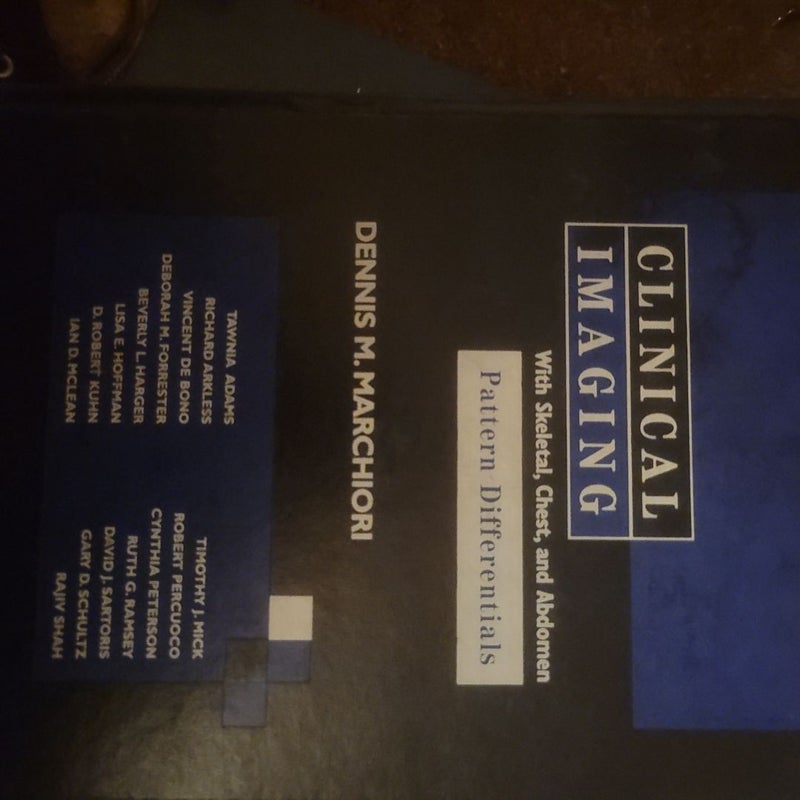 CLINICAL
IMAGING
With Skeletal, Chest, and Abdomen
Pattern Differentials
DENNIS M. MARCHIORI
TAWNIA ADAMS
RICHARD ARKLESS
VINCENT DE BONO
DEBORAH M. FORRESTER
BEVERLY L. HARGER
LISA E. HOFFMAN
D. ROBERT KUHN
IAN D. MCLEAN
TIMOTHY J. MICK
ROBERT PERCUOCO
CYNTHIA PETERSON
RUTH G. RAMSEY
DAVID J. SARTORIS
GARY D. SCHULTZ
RAJIV SHAH